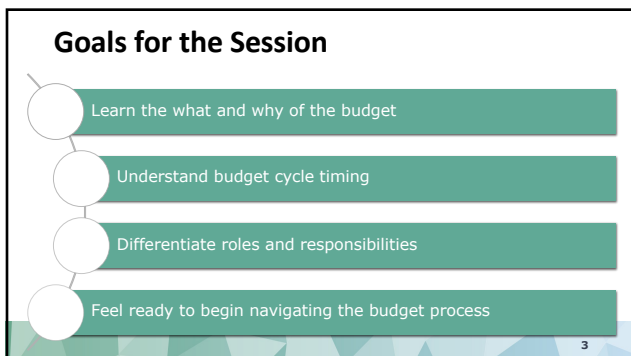 Goals for the Session
Learn the what and why of the budget
Understand budget cycle timing
Differentiate roles and responsibilities
Feel ready to begin navigating the budget process
3